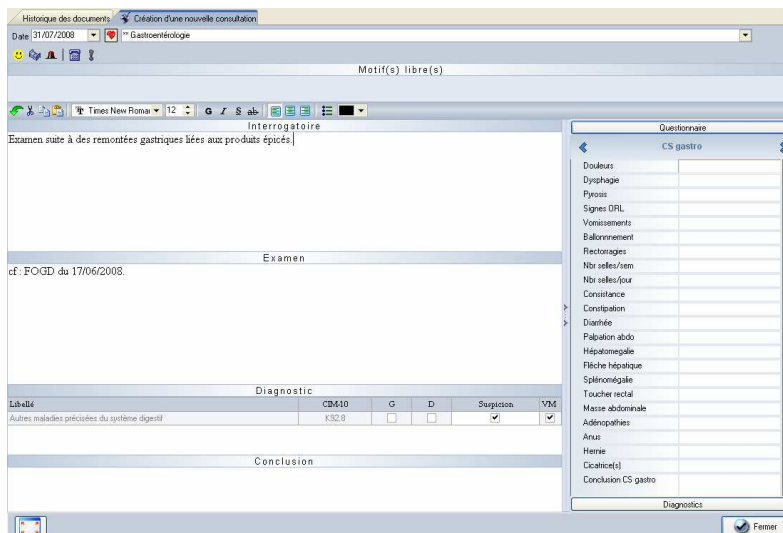 Historique des documents Création d'une nouvelle consultation
Date 31/07/2008 ** Gastroentérologie
Motif(s) libre(s)
Times New Romai 12 G I S ab
Interrogatoire
Examen suite à des remontées gastriques liées aux produits épicés.
Examen
cf : FOGD du 17/06/2008.
Diagnostic
Libellé CIM-10 G D Suspicion VM
Autres maladies précisées du système digestif K92.8
Conclusion
Questionnaire
CS gastro
Douleurs
Dysphagie
Pyrosis
Signes ORL
Vomissements
Ballonnnement
Rectorragies
Nbr selles/sem
Nbr selles/jour
Consistance
Constipation
Diarrhée
Palpation abdo
Hépatomegalie
Flêche hépatique
Splénomégalie
Toucher rectal
Masse abdominale
Adénopathies
Anus
Hernie
Cicatrice(s)
Conclusion CS gastro
Diagnostics
Fermer